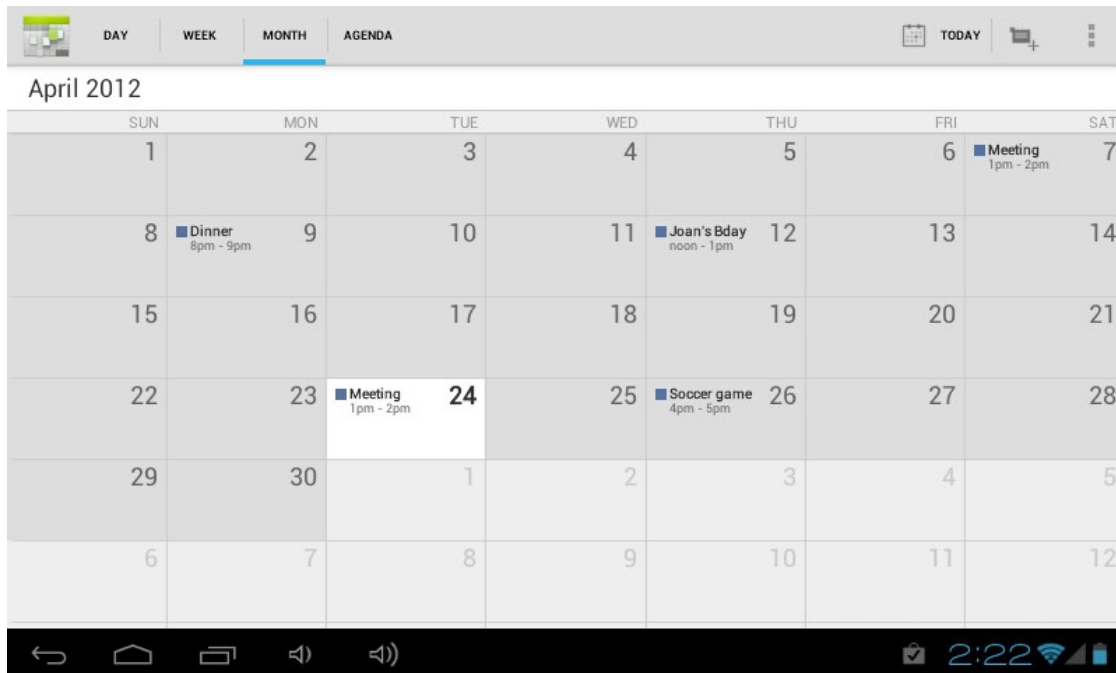 DAY WEEK MONTH AGENDA TODAY
April 2012
SUN MON TUE WED THU FRI SAT
1 2 3 4 5 6 Meeting 7
1pm - 2pm
8 Dinner 9 10 11 Joan's Bday 12 13 14
8pm - 9pm noon - 1pm
15 16 17 18 19 20 21
22 23 Meeting 24 25 Soccer game 26 27 28
1pm - 2pm 4pm - 5pm
29 30 1 2 3 4 5
6 7 8 9 10 11 12
2:22